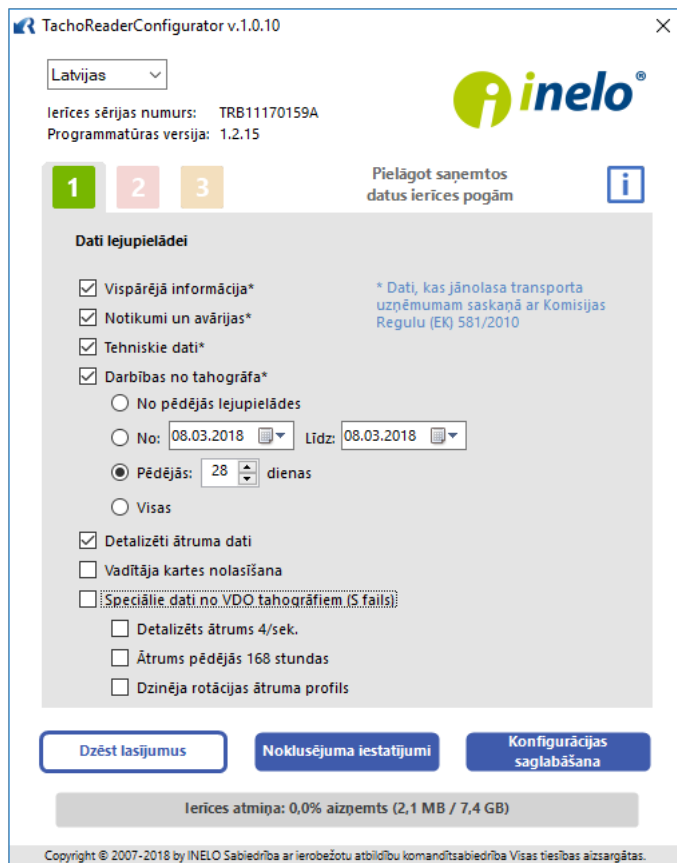 TachoReaderConfigurator v.1.0.10
Latvijas
inelo®
Ierīces sērijas numurs: TRB11170159A
Programmatūras versija: 1.2.15
1 2 3
Pielāgot saņemtos
datus ierīces pogām
i
Dati lejupielādei
Vispārējā informācija*
* Dati, kas jānolasa transporta
uzņēmumam saskaņā ar Komisijas
Regulu (EK) 581/2010
Notikumi un avārijas*
Tehniskie dati*
Darbības no tahogrāfa*
No pēdējās lejupielādes
No: 08.03.2018 Līdz: 08.03.2018
Pēdējās: 28 dienas
Visas
Detalizēti ātruma dati
Vadītāja kartes nolasīšana
Speciālie dati no VDO tahogrāfiem (S fails)
Detalizēts ātrums 4/sek.
Ātrums pēdējās 168 stundas
Dzinēja rotācijas ātruma profils
Dzēst lasījumus
Noklusējuma iestatījumi
Konfigurācijas
saglabāšana
Ierīces atmiņa: 0,0% aizņemts (2,1 MB / 7,4 GB)
Copyright © 2007-2018 by INELO Sabiedrība ar ierobežotu atbildību komandītsabiedrība Visas tiesības aizsargātas.